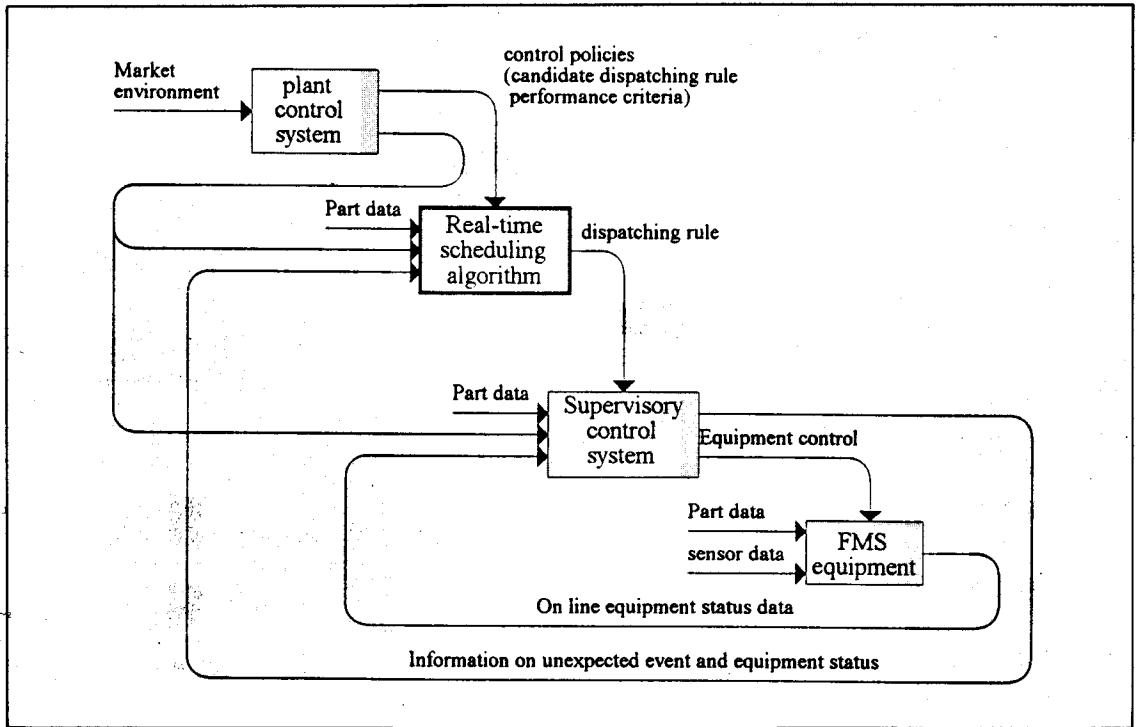 control policies
(candidate dispatching rule
performance criteria)
Market
environment
plant
control
system
Part data
Real-time
scheduling
algorithm
dispatching rule
Part data
Supervisory
control
system
Equipment control
Part data
sensor data
FMS
equipment
On line equipment status data
Information on unexpected event and equipment status